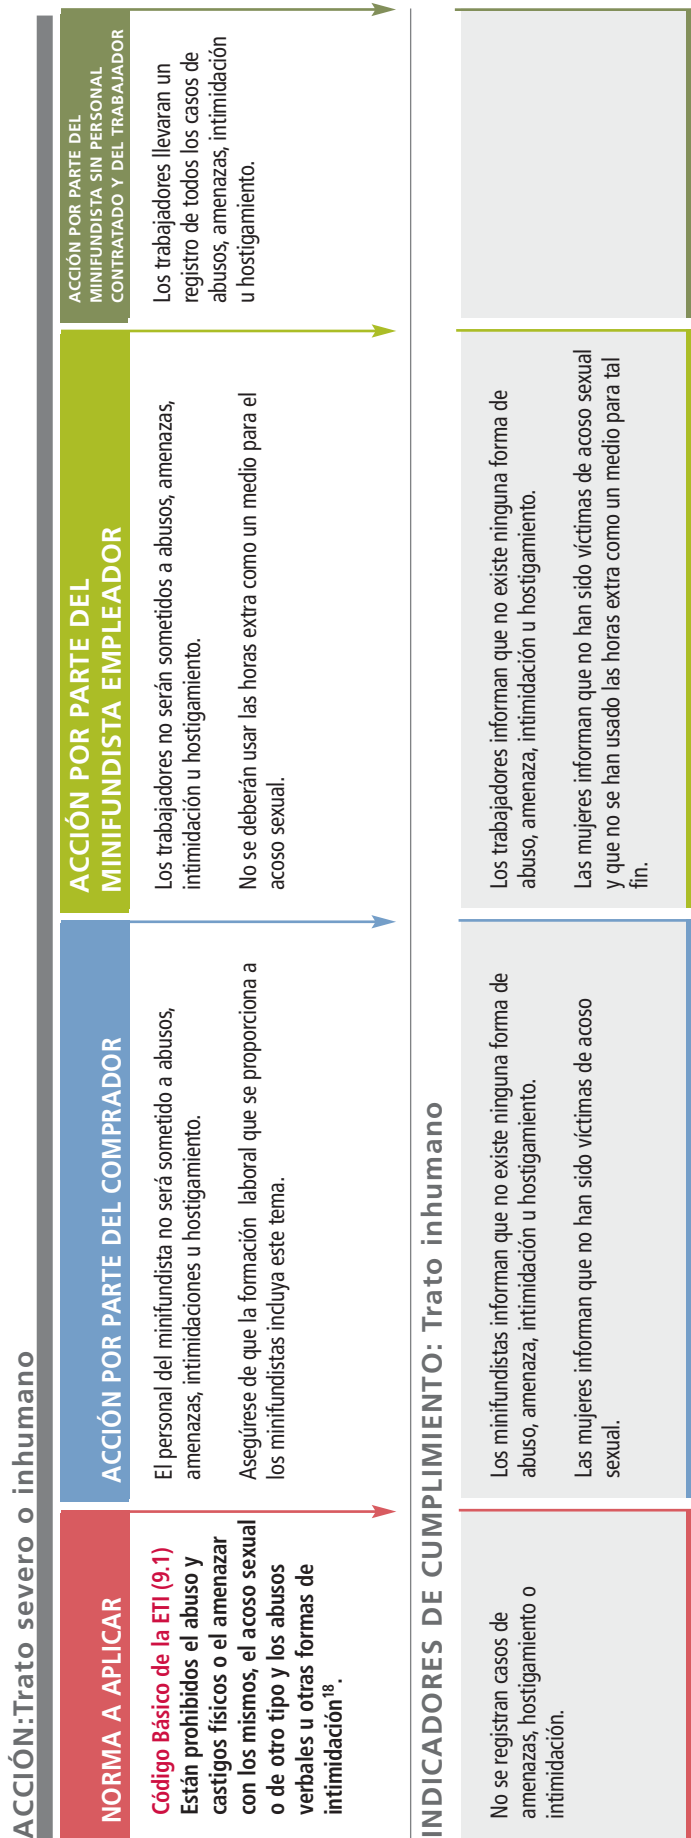 ACCIÓN:Trato severo o inhumano
NORMA A APLICAR
Código Básico de la ETI (9.1)
Están prohibidos el abuso y
castigos físicos o el amenazar
con los mismos, el acoso sexual
o de otro tipo y los abusos
verbales u otras formas de
intimidación18.
ACCIÓN POR PARTE DEL COMPRADOR
El personal del minifundista no será sometido a abusos,
amenazas, intimidaciones u hostigamiento.
Asegúrese de que la formación laboral que se proporciona a
los minifundistas incluya este tema.
ACCIÓN POR PARTE DEL
MINIFUNDISTA EMPLEADOR
Los trabajadores no serán sometidos a abusos, amenazas,
intimidación u hostigamiento.
No se deberán usar las horas extra como un medio para el
acoso sexual.
ACCIÓN POR PARTE DEL
MINIFUNDISTA SIN PERSONAL
CONTRATADO Y DEL TRABAJADOR
Los trabajadores llevaran un
registro de todos los casos de
abusos, amenazas, intimidación
u hostigamiento.
INDICADORES DE CUMPLIMIENTO: Trato inhumano
No se registran casos de
amenazas, hostigamiento o
intimidación.
Los minifundistas informan que no existe ninguna forma de
abuso, amenaza, intimidación u hostigamiento.
Las mujeres informan que no han sido víctimas de acoso
sexual.
Los trabajadores informan que no existe ninguna forma de
abuso, amenaza, intimidación u hostigamiento.
Las mujeres informan que no han sido víctimas de acoso sexual
y que no se han usado las horas extra como un medio para tal
fin.